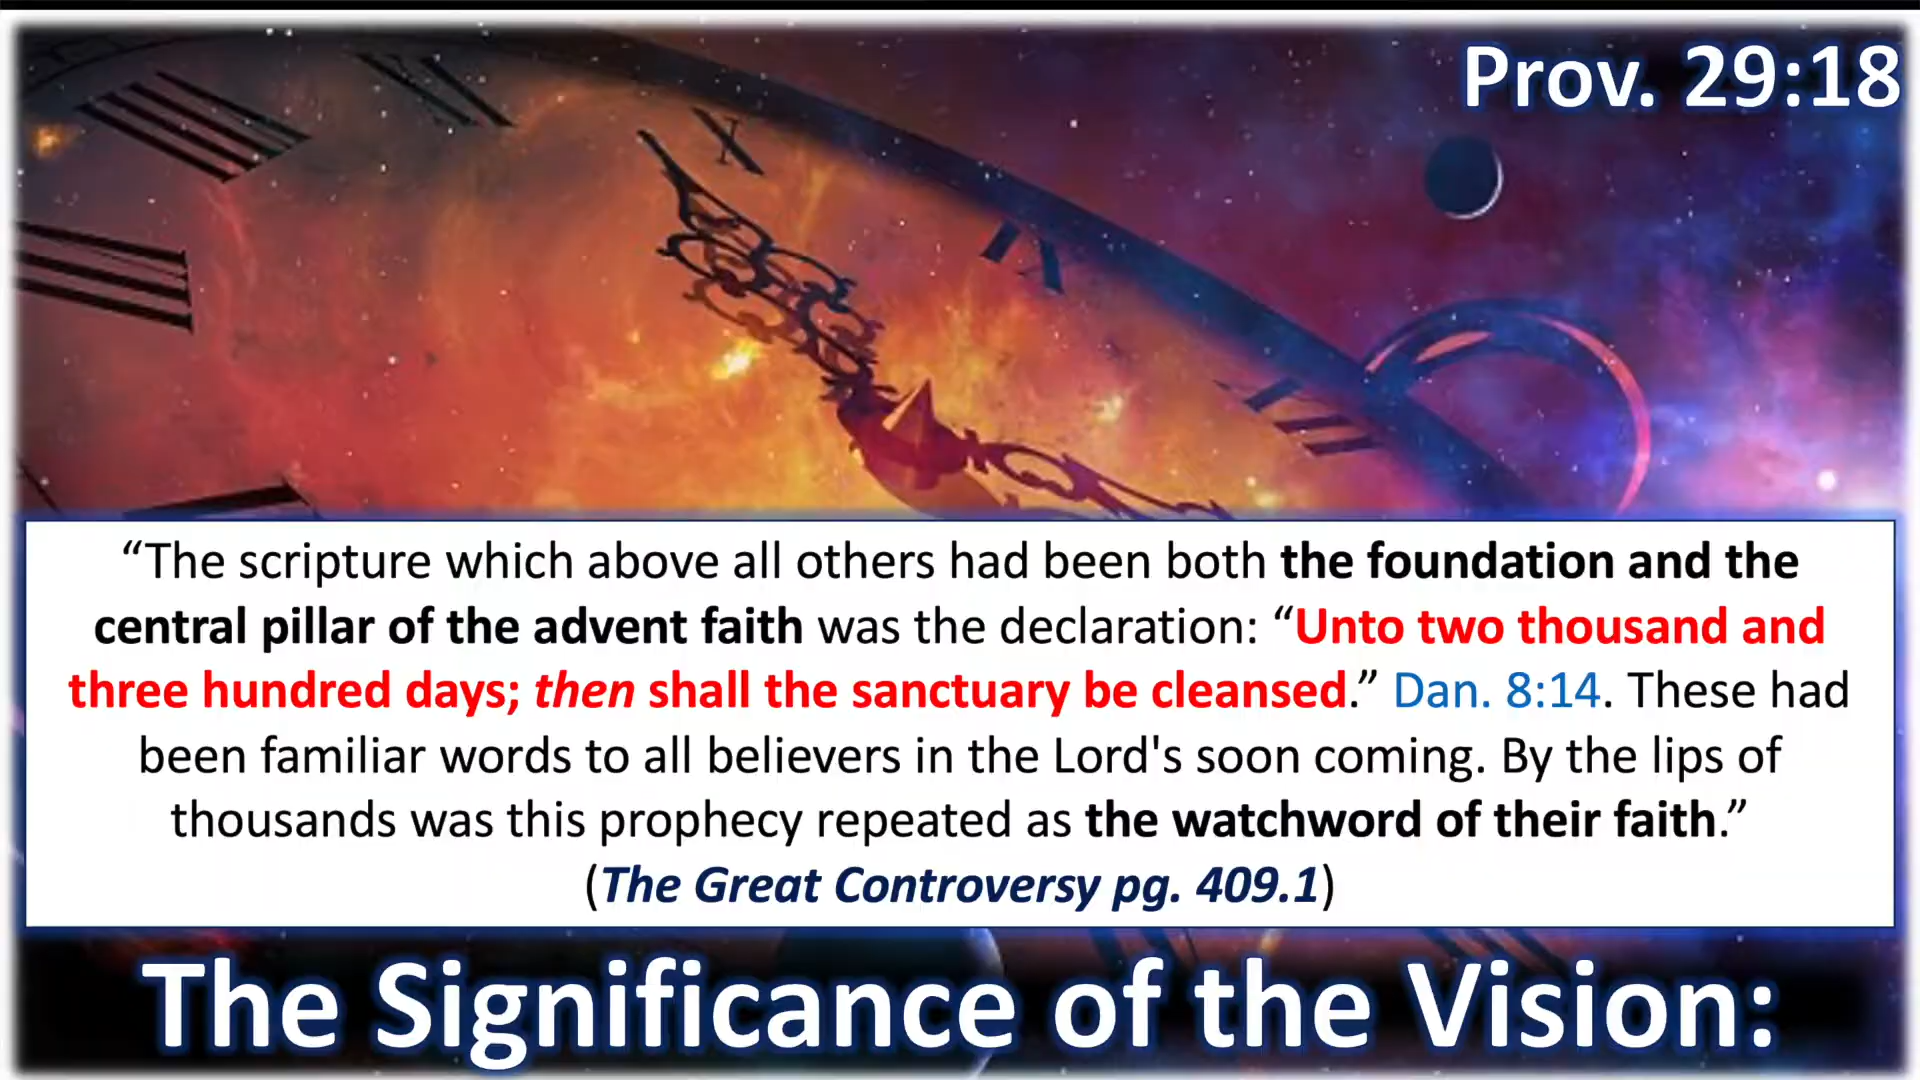 Prov. 29:18
“The scripture which above all others had been both the foundation and the
central pillar of the advent faith was the declaration: “Unto two thousand and
three hundred days; then shall the sanctuary be cleansed.” Dan. 8:14. These had
been familiar words to all believers in the Lord's soon coming. By the lips of
thousands was this prophecy repeated as the watchword of their faith.”
(The Great Controversy pg. 409.1)
The Significance of the Vision: